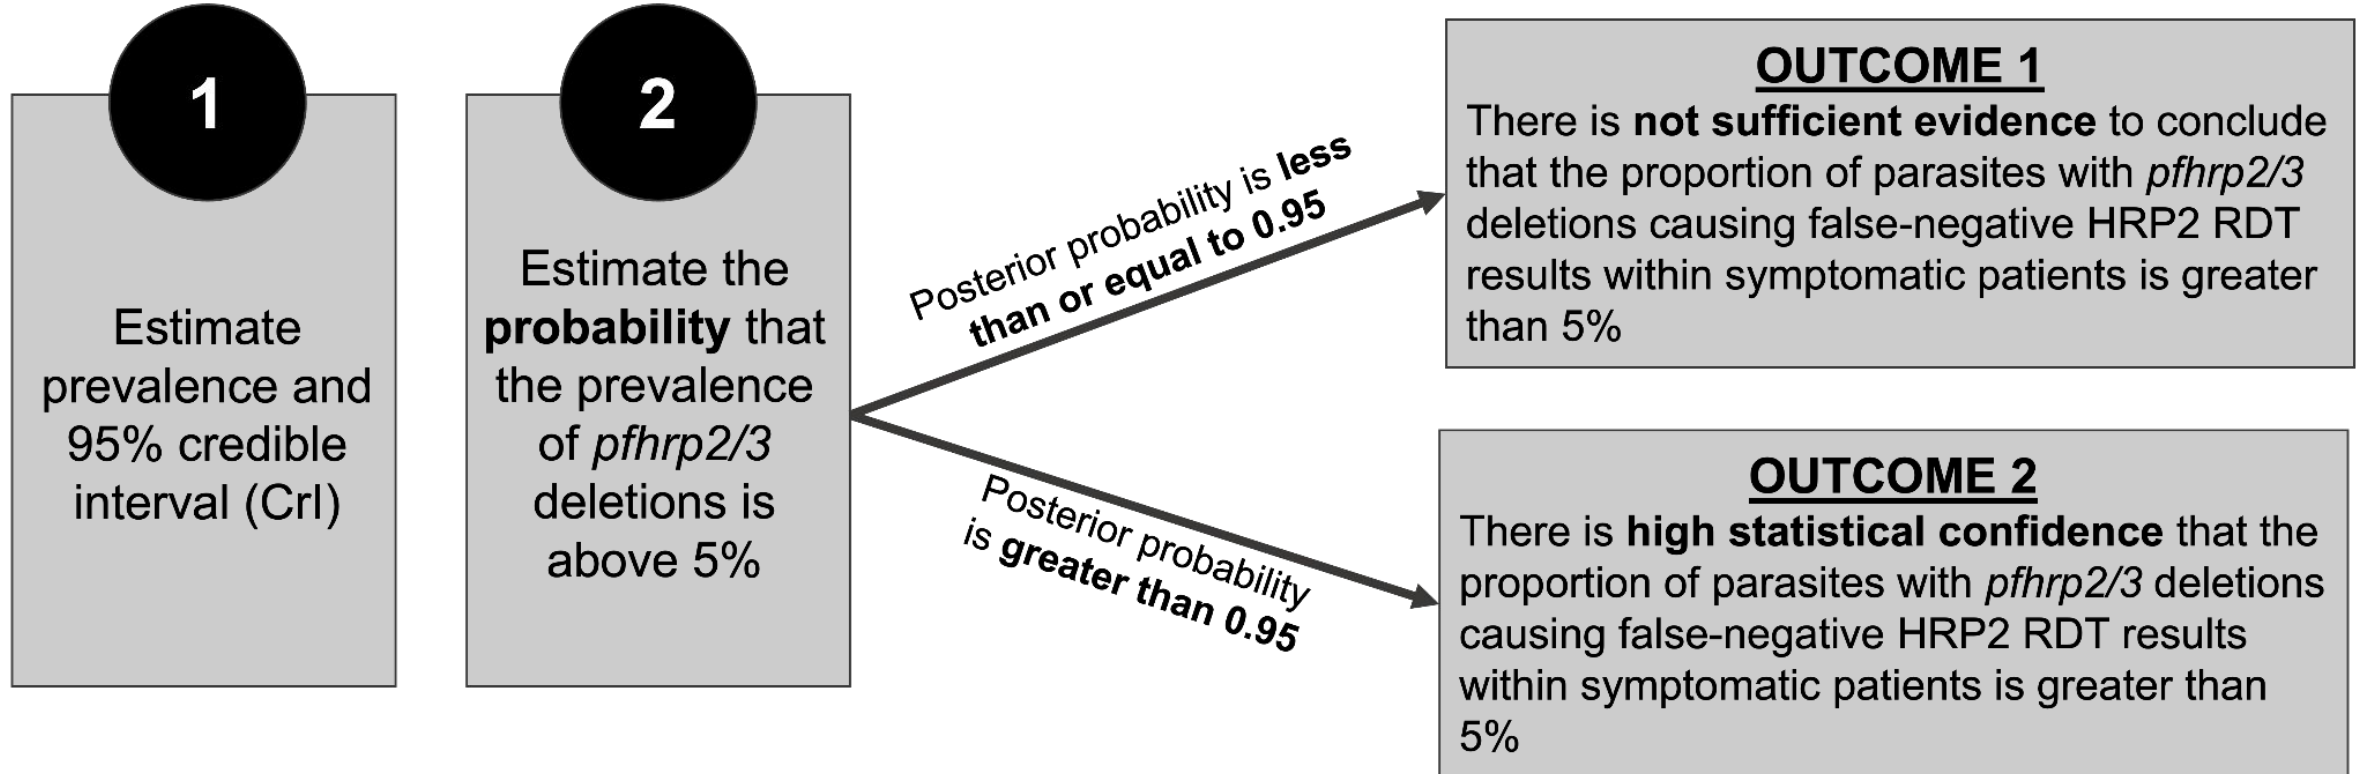 1
Estimate
prevalence and
95% credible
interval (CrI)
2
Estimate the
probability that
the prevalence
of pfhrp2/3
deletions is
above 5%
Posterior probability is less
than or equal to 0.95
Posterior probability
is greater than 0.95
OUTCOME 1
There is not sufficient evidence to conclude
that the proportion of parasites with pfhrp2/3
deletions causing false-negative HRP2 RDT
results within symptomatic patients is greater
than 5%
OUTCOME 2
There is high statistical confidence that the
proportion of parasites with pfhrp2/3 deletions
causing false-negative HRP2 RDT results
within symptomatic patients is greater than
5%